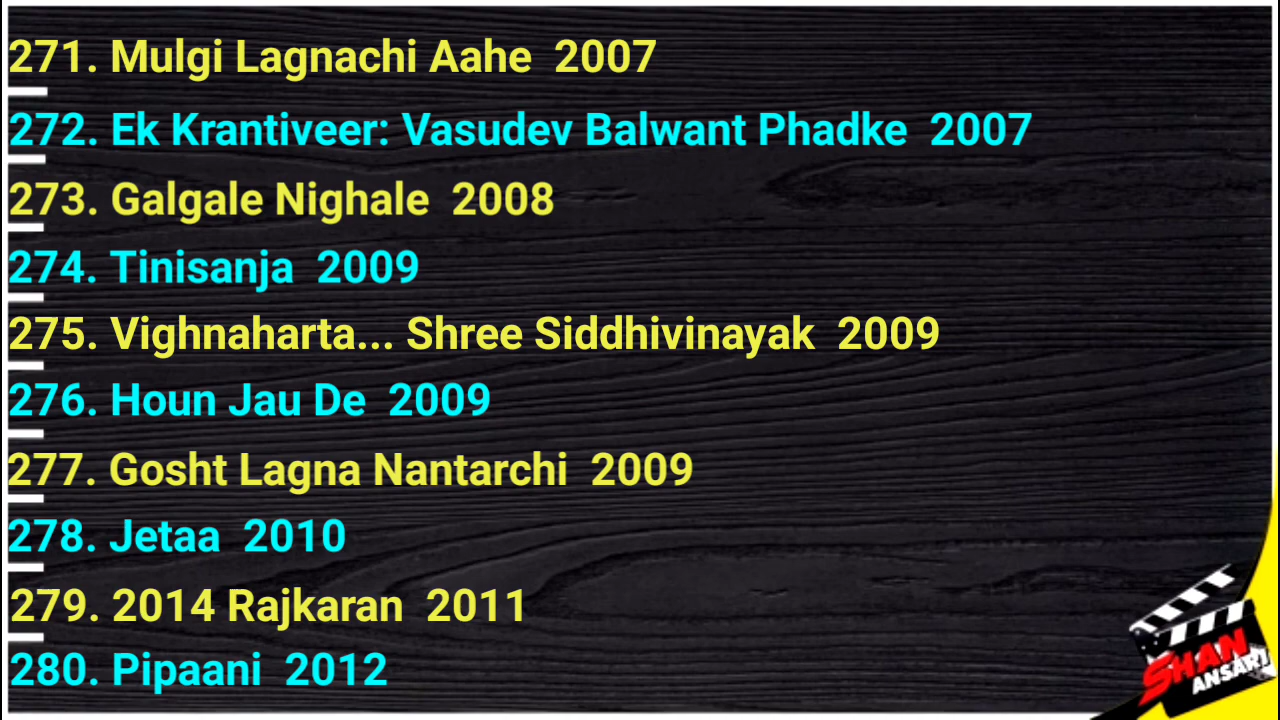 271. Mulgi Lagnachi Aahe 2007
272. Ek Krantiveer: Vasudev Balwant Phadke 2007
273. Galgale Nighale 2008
274. Tinisanja 2009
275. Vighnaharta... Shree Siddhivinayak 2009
276. Houn Jau De 2009
277. Gosht Lagna Nantarchi 2009
278. Jetaa 2010
279. 2014 Rajkaran 2011
280. Pipaani 2012
SHAN
ANSARI